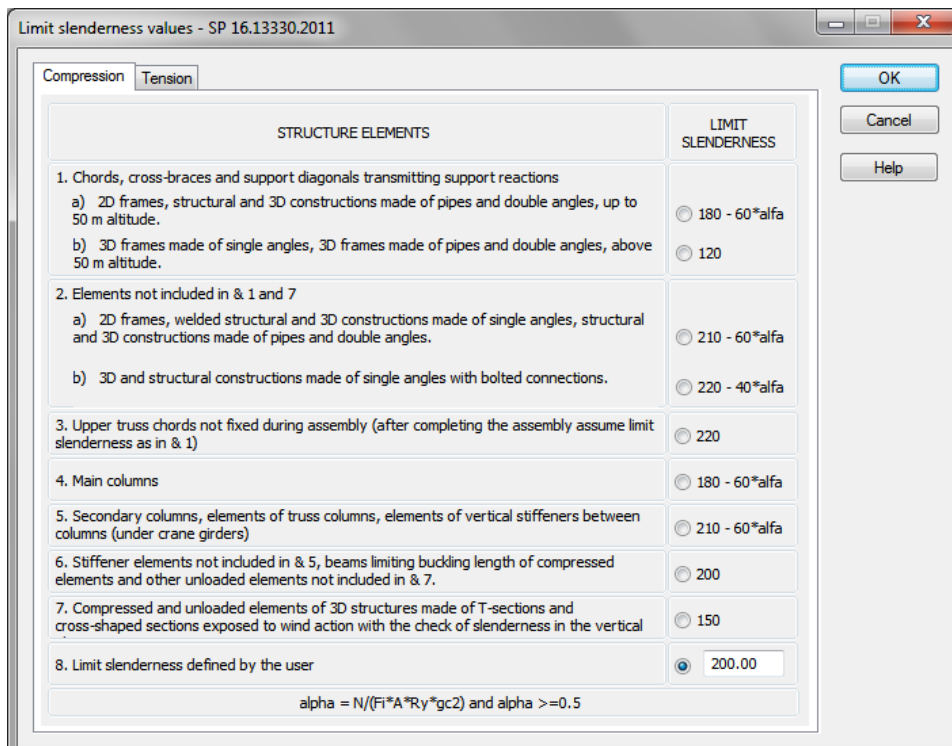 Limit slenderness values - SP 16.13330.2011
Compression
Tension
OK
Cancel
Help
STRUCTURE ELEMENTS
LIMIT
SLENDERNESS
1. Chords, cross-braces and support diagonals transmitting support reactions
a) 2D frames, structural and 3D constructions made of pipes and double angles, up to
50 m altitude.
180 - 60*alfa
b) 3D frames made of single angles, 3D frames made of pipes and double angles, above
50 m altitude.
120
2. Elements not included in & 1 and 7
a) 2D frames, welded structural and 3D constructions made of single angles, structural
and 3D constructions made of pipes and double angles.
210 - 60*alfa
b) 3D and structural constructions made of single angles with bolted connections.
220 - 40*alfa
3. Upper truss chords not fixed during assembly (after completing the assembly assume limit
slenderness as in & 1)
220
4. Main columns
180 - 60*alfa
5. Secondary columns, elements of truss columns, elements of vertical stiffeners between
columns (under crane girders)
210 - 60*alfa
6. Stiffener elements not included in & 5, beams limiting buckling length of compressed
elements and other unloaded elements not included in & 7.
200
7. Compressed and unloaded elements of 3D structures made of T-sections and
cross-shaped sections exposed to wind action with the check of slenderness in the vertical
150
8. Limit slenderness defined by the user
200.00
alpha = N/(Fi*A*Ry*gc2) and alpha >=0.5